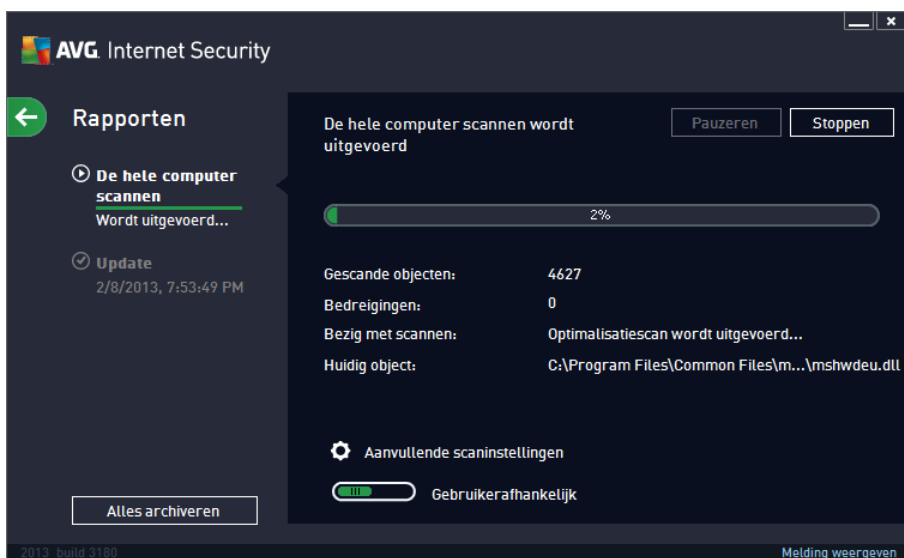 AVG. Internet Security
Rapporten
De hele computer
scannen
Wordt uitgevoerd...
Update
2/8/2013, 7:53:49 PM
Alles archiveren
De hele computer scannen wordt
uitgevoerd
Pauzeren
Stoppen
2%
Gescande objecten: 4627
Bedreigingen: 0
Bezig met scannen: Optimalisatiescan wordt uitgevoerd...
Huidig object: C:\Program Files\Common Files\m...\mshwdeu.dll
Aanvullende scaninstellingen
Gebruikerafhankelijk
2013 build 3180
Melding weergeven